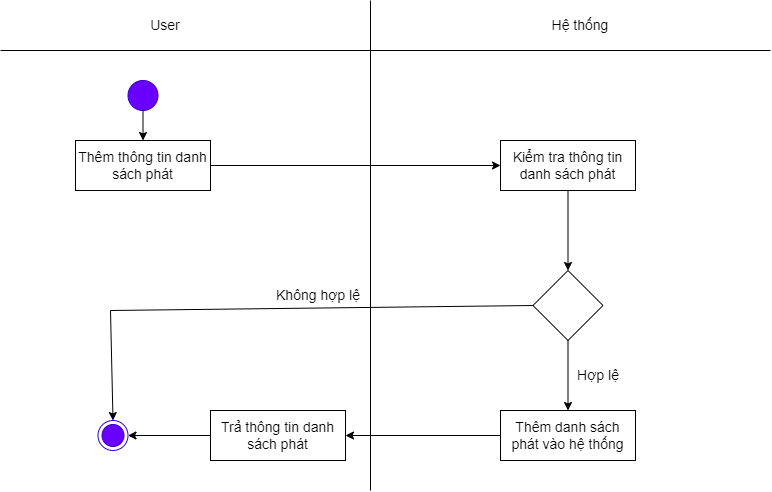 User
Hệ thống
Thêm thông tin danh
sách phát
Kiểm tra thông tin
danh sách phát
Không hợp lệ
Hợp lệ
Trả thông tin danh
sách phát
Thêm danh sách
phát vào hệ thống